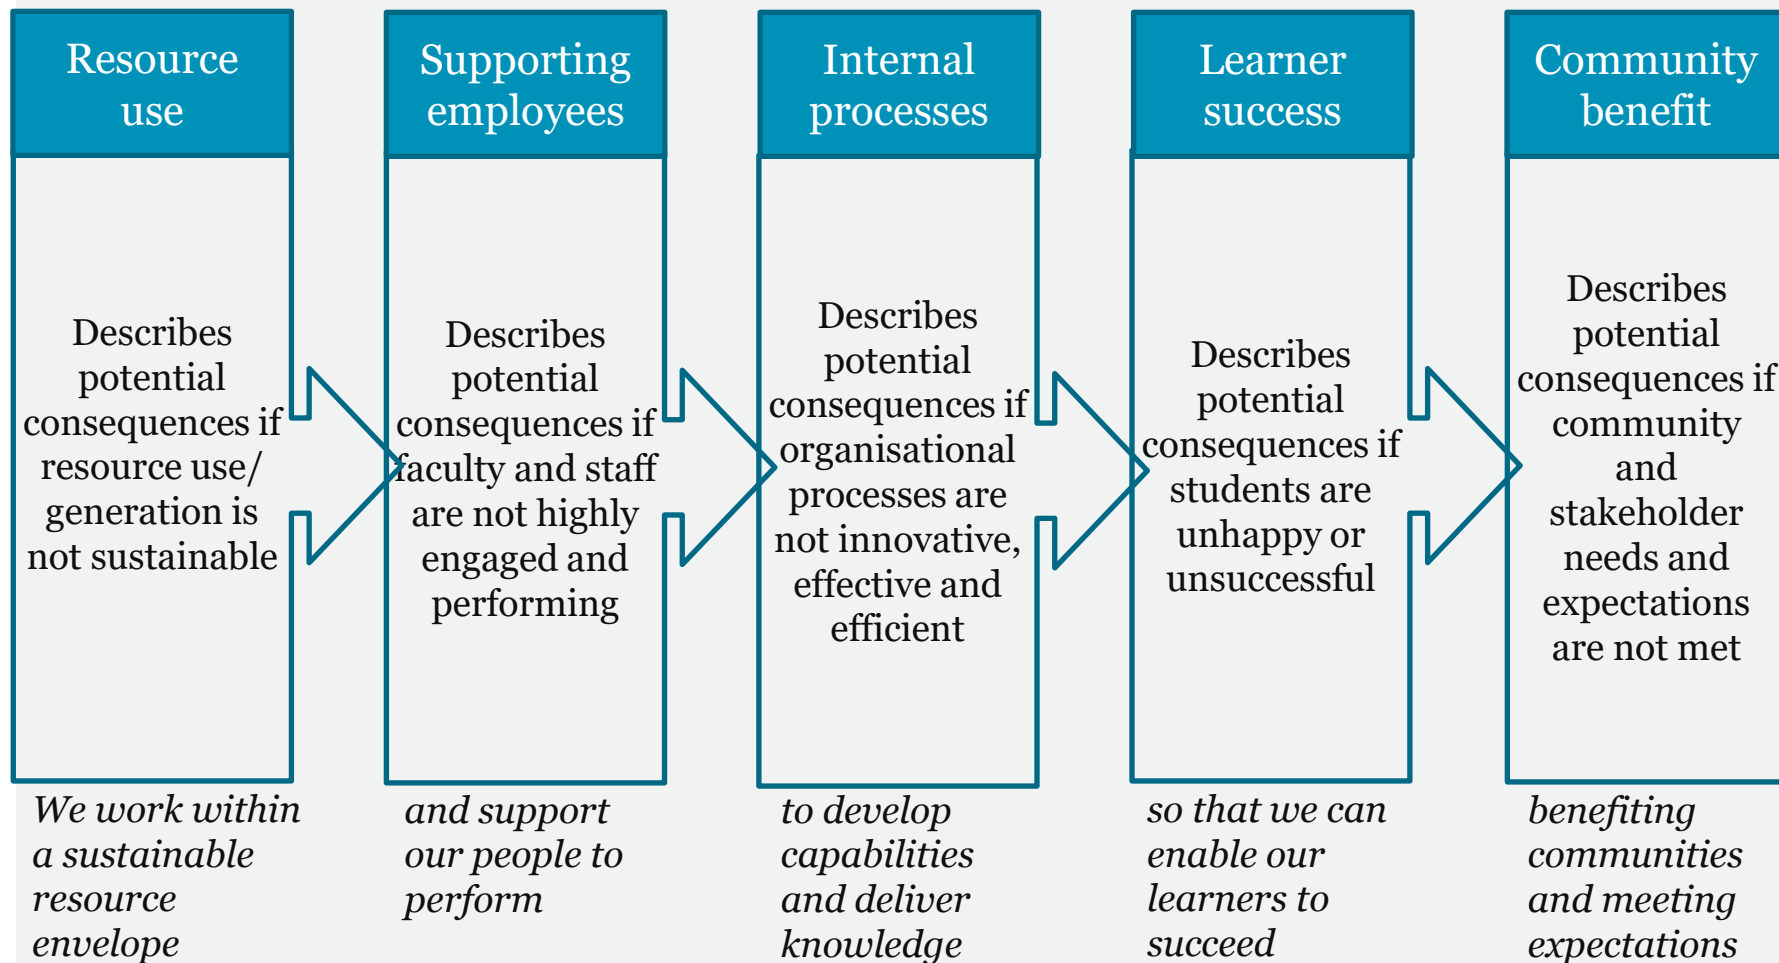 Resource
use
Describes
potential
consequences if
resource use/
generation is
not sustainable
We work within
a sustainable
resource
envelope
Supporting
employees
Describes
potential
consequences if
faculty and staff
are not highly
engaged and
performing
and support
our people to
perform
Internal
processes
Describes
potential
consequences if
organisational
processes are
not innovative,
effective and
efficient
to develop
capabilities
and deliver
knowledge
Learner
success
Describes
potential
consequences if
students are
unhappy or
unsuccessful
so that we can
enable our
learners to
succeed
Community
benefit
Describes
potential
consequences if
community
and
stakeholder
needs and
expectations
are not met
benefiting
communities
and meeting
expectations